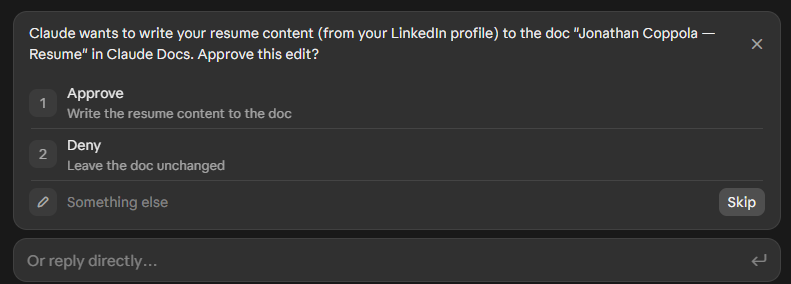 Claude wants to write your resume content (from your LinkedIn profile) to the doc "Jonathan Coppola —
Resume" in Claude Docs. Approve this edit?
1
Approve
Write the resume content to the doc
2
Deny
Leave the doc unchanged
Something else
Skip
Or reply directly...